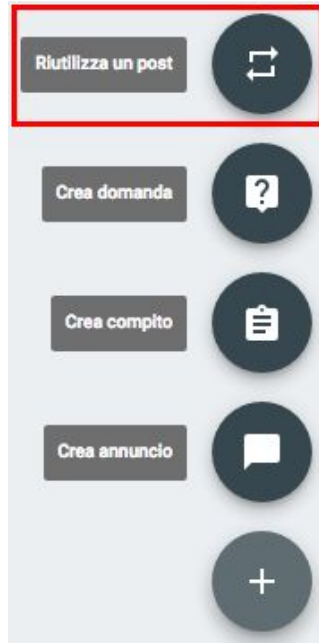 Riutilizza un post
Crea domanda
Crea compito
Crea annuncio